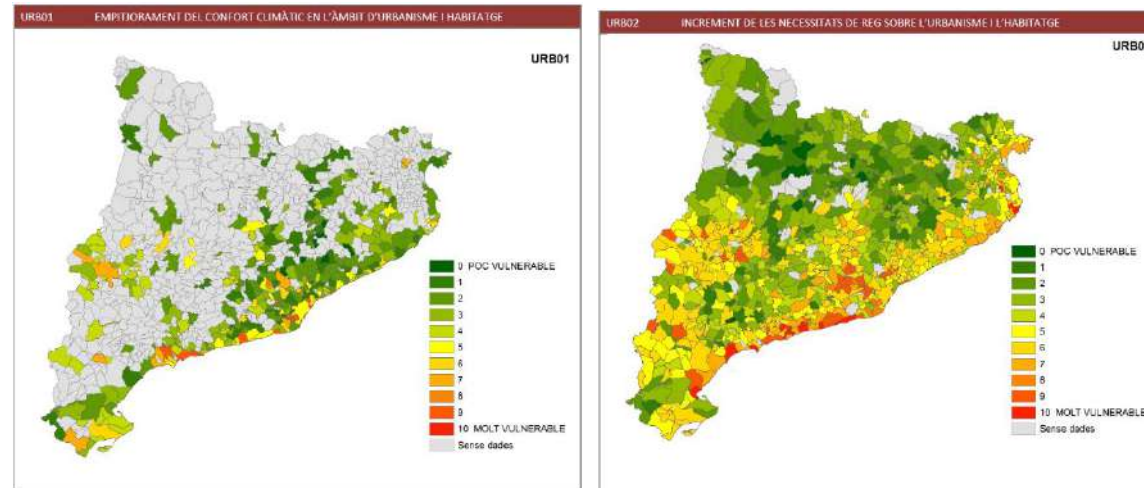 URB01 EMPITJORAMENT DEL CONFORT CLIMÀTIC EN L'ÀMBIT D'URBANISME I HABITATGE
URB01
0 POC VULNERABLE
1
2
3
4
5
6
7
8
9
10 MOLT VULNERABLE
Sense dades
URB02 INCREMENT DE LES NECESSITATS DE REG SOBRE L'URBANISME I L'HABITATGE
URB0
0 POC VULNERABLE
1
2
3
4
5
6
7
8
9
10 MOLT VULNERABLE
Sense dades